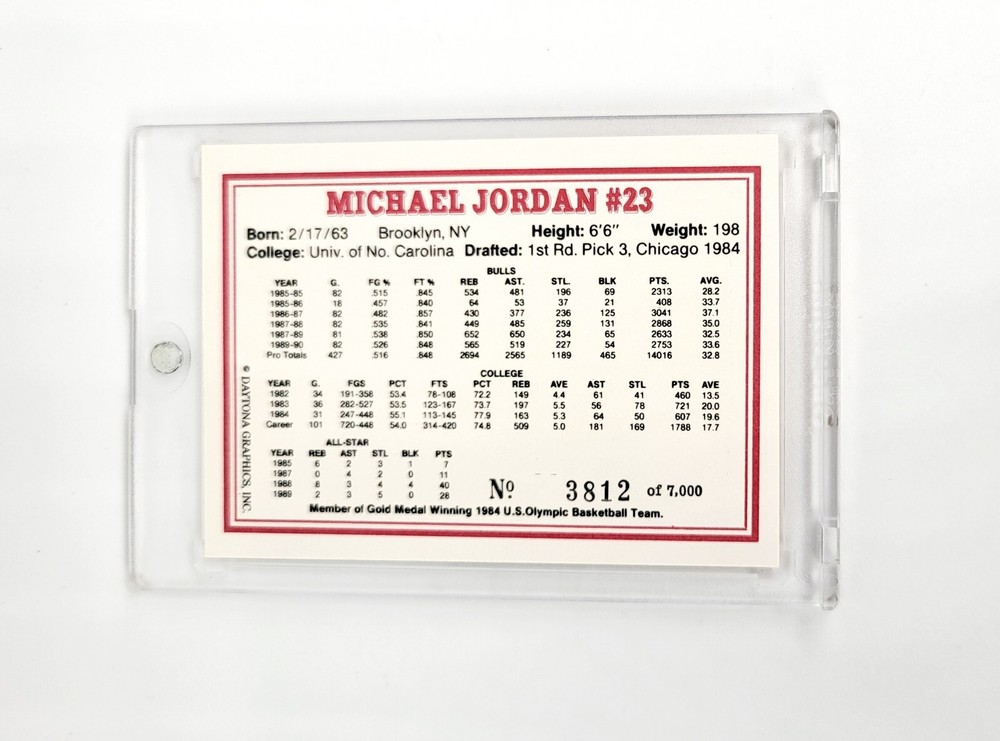 MICHAEL JORDAN #23
Born: 2/17/63 Brooklyn, NY Height: 6'6" Weight: 198
College: Univ. of No. Carolina Drafted: 1st Rd. Pick 3, Chicago 1984
BULLS
YEAR G. FG % FT % REB AST. STL. BLK PTS. AVG.
1985-85 82 .515 .845 534 481 196 69 2313 28.2
1985-86 18 .457 .840 64 53 37 21 408 33.7
1986-87 82 .482 .857 430 377 236 125 3041 37.1
1987-88 82 .535 .841 449 485 259 131 2868 35.0
1987-89 81 .538 .850 652 650 234 65 2633 32.5
1989-90 82 .526 .848 565 519 227 54 2753 33.6
Pro Totals 427 .516 .848 2694 2565 1189 465 14016 32.8
COLLEGE
YEAR G. FGS PCT FTS PCT REB AVE AST STL PTS AVE
1982 34 191-358 53.4 78-108 72.2 149 4.4 61 41 460 13.5
1983 36 282-527 53.5 123-167 73.7 197 5.5 56 78 721 20.0
1984 31 247-448 55.1 113-145 77.9 163 5.3 64 50 607 19.6
Career 101 720-448 54.0 314-420 74.8 509 5.0 181 169 1788 17.7
ALL-STAR
YEAR REB AST STL BLK PTS
1985 6 2 3 1 7
1987 0 4 2 0 11
1988 8 3 4 4 40
1989 2 3 5 0 28
Nº 3812 of 7,000
Member of Gold Medal Winning 1984 U.S.Olympic Basketball Team.
© DAYTONA GRAPHICS, INC.